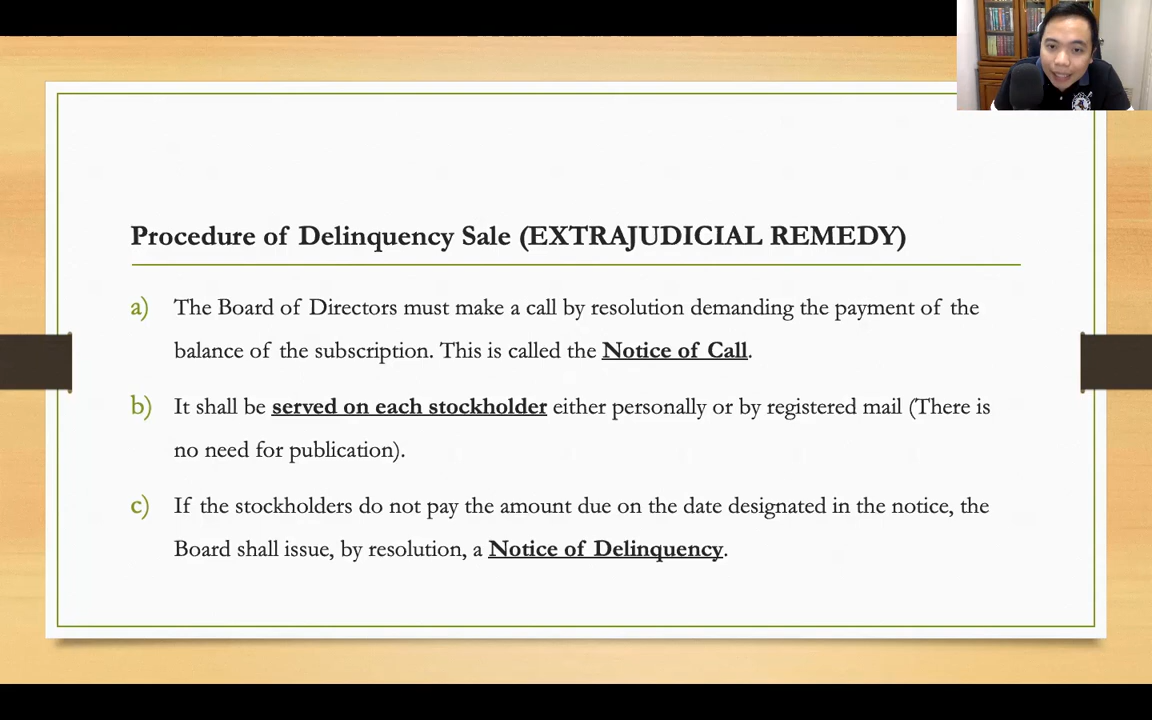 Procedure of Delinquency Sale (EXTRAJUDICIAL REMEDY)
a) The Board of Directors must make a call by resolution demanding the payment of the
balance of the subscription. This is called the Notice of Call.
b) It shall be served on each stockholder either personally or by registered mail (There is
no need for publication).
c) If the stockholders do not pay the amount due on the date designated in the notice, the
Board shall issue, by resolution, a Notice of Delinquency.